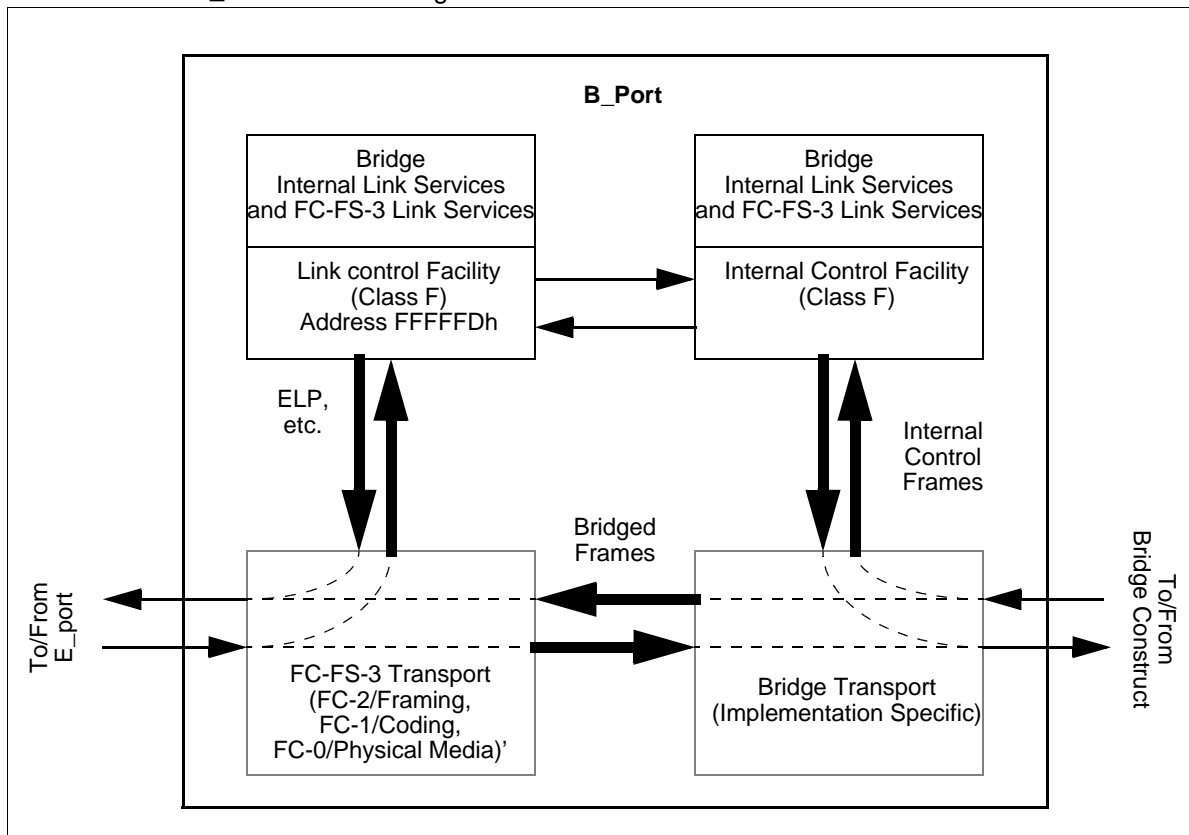 B_Port
Bridge
Internal Link Services
and FC-FS-3 Link Services
Link control Facility
(Class F)
Address FFFFFDh
Bridge
Internal Link Services
and FC-FS-3 Link Services
Internal Control Facility
(Class F)
ELP,
etc.
Internal
Control
Frames
Bridged
Frames
To/From
E_port
To/From
Bridge Construct
FC-FS-3 Transport
(FC-2/Framing,
FC-1/Coding,
FC-0/Physical Media)’
Bridge Transport
(Implementation Specific)